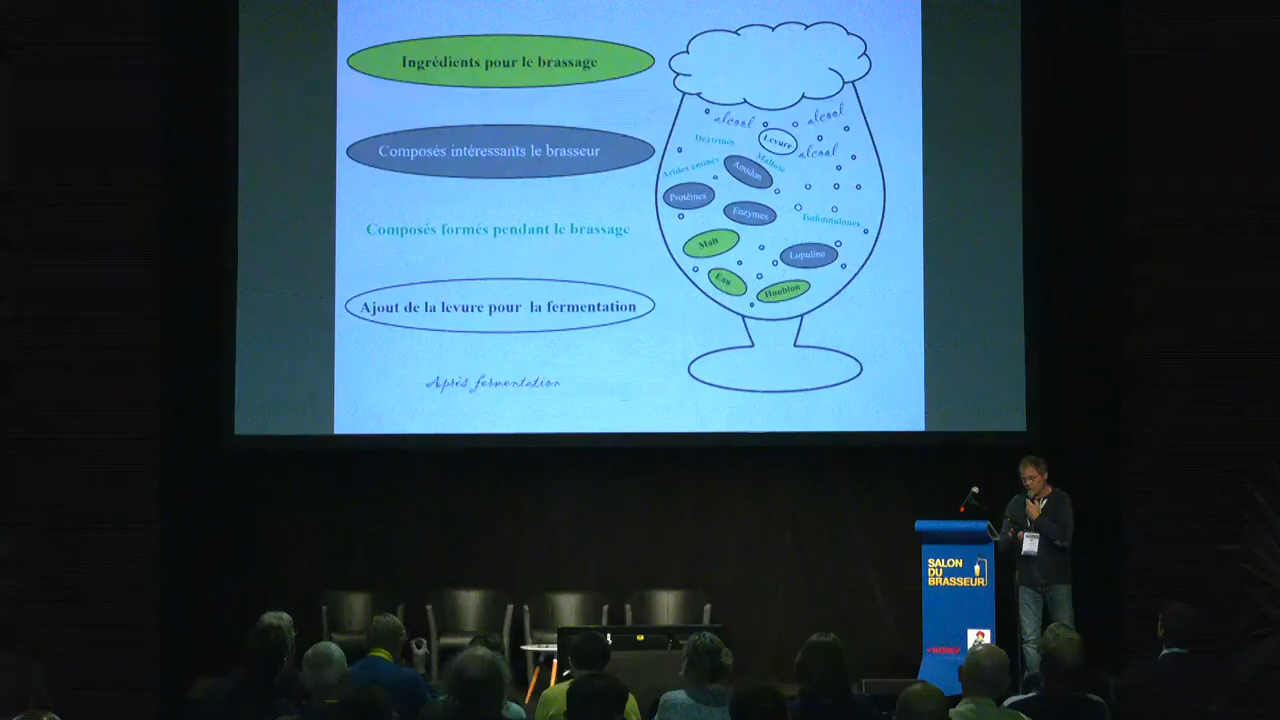 Ingrédients pour le brassage
Composés intéressants le brasseur
Composés formés pendant le brassage
Ajout de la levure pour la fermentation
Après fermentation
alcool
alcool
Levure
alcool
Dextrines
Maltose
Acides aminés
Amidon
Protéines
Enzymes
Isohumulones
Malt
Lupuline
Eau
Houblon
SALON
DU
BRASSEUR